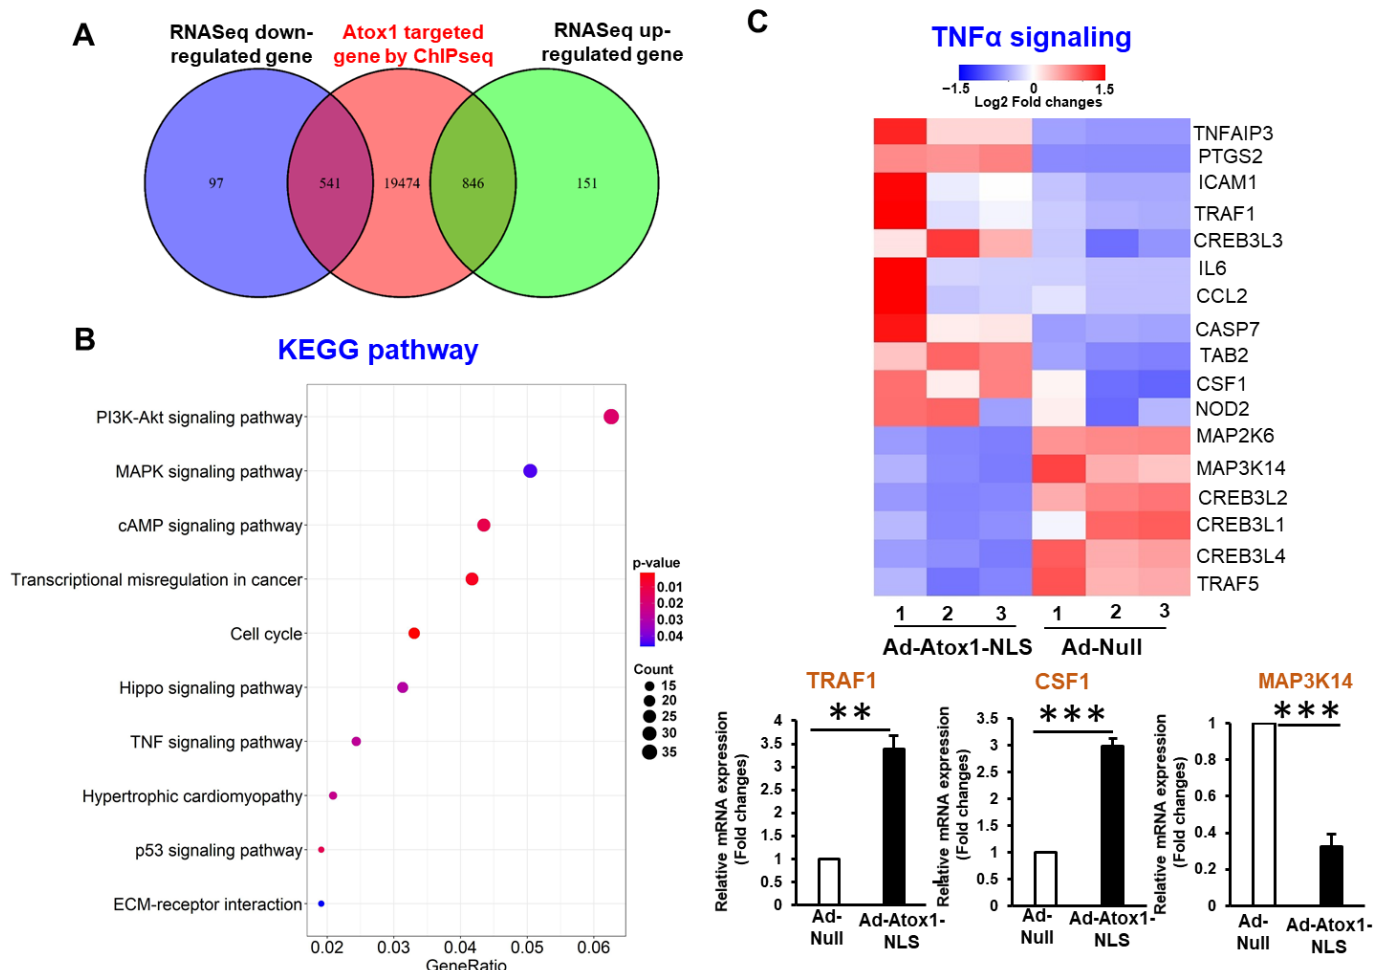 A
RNASeq down-
regulated gene
Atox1 targeted
gene by ChIPseq
RNASeq up-
regulated gene
97
541
19474
846
151
B
KEGG pathway
PI3K-Akt signaling pathway
MAPK signaling pathway
cAMP signaling pathway
Transcriptional misregulation in cancer
Cell cycle
Hippo signaling pathway
TNF signaling pathway
Hypertrophic cardiomyopathy
p53 signaling pathway
ECM-receptor interaction
0.02 0.03 0.04 0.05 0.06
GeneRatio
p-value
0.01
0.02
0.03
0.04
Count
15
20
25
30
35
C
TNFα signaling
−1.5 0 1.5
Log2 Fold changes
TNFAIP3
PTGS2
ICAM1
TRAF1
CREB3L3
IL6
CCL2
CASP7
TAB2
CSF1
NOD2
MAP2K6
MAP3K14
CREB3L2
CREB3L1
CREB3L4
TRAF5
1 2 3 1 2 3
Ad-Atox1-NLS Ad-Null
TRAF1
**
Relative mRNA expression
(Fold changes)
4
3.5
3
2.5
2
1.5
1
0.5
0
Ad-
Null
Ad-Atox1-
NLS
CSF1
***
Relative mRNA expression
(Fold changes)
3.5
3
2.5
2
1.5
1
0.5
0
Ad-
Null
Ad-Atox1-
NLS
MAP3K14
***
Relative mRNA expression
(Fold changes)
1
0.8
0.6
0.4
0.2
0
Ad-
Null
Ad-Atox1-
NLS